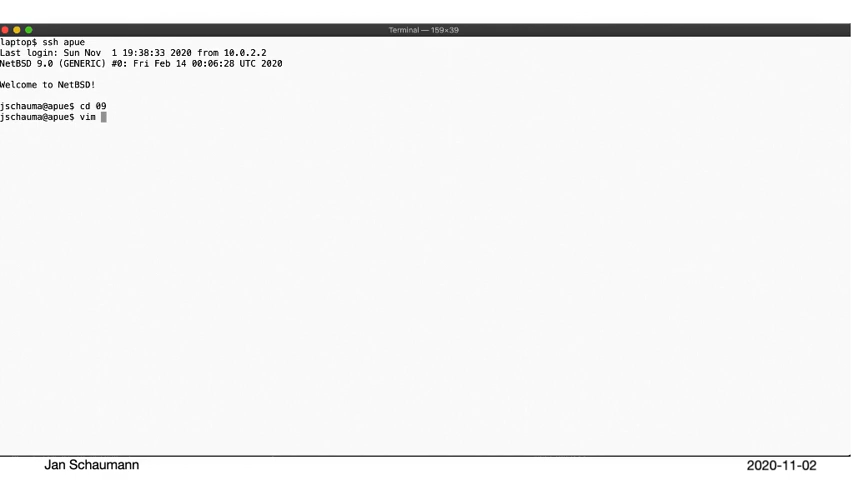 Terminal — 159×39
laptop$ ssh apue
Last login: Sun Nov  1 19:38:33 2020 from 10.0.2.2
NetBSD 9.0 (GENERIC) #0: Fri Feb 14 00:06:28 UTC 2020
Welcome to NetBSD!
jschauma@apue$ cd 09
jschauma@apue$ vim
Jan Schaumann
2020-11-02